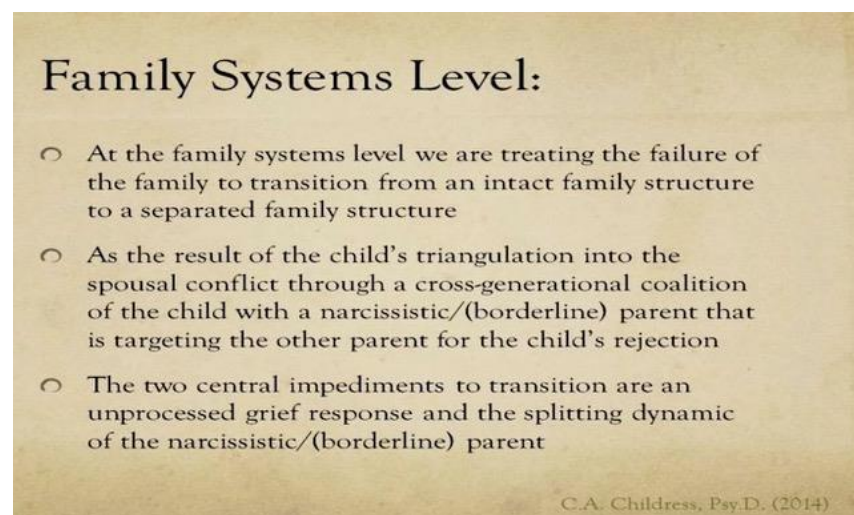 Family Systems Level:
At the family systems level we are treating the failure of
the family to transition from an intact family structure
to a separated family structure
As the result of the child's triangulation into the
spousal conflict through a cross-generational coalition
of the child with a narcissistic/(borderline) parent that
is targeting the other parent for the child's rejection
The two central impediments to transition are an
unprocessed grief response and the splitting dynamic
of the narcissistic/(borderline) parent
C.A. Childress, Psy.D. (2014)